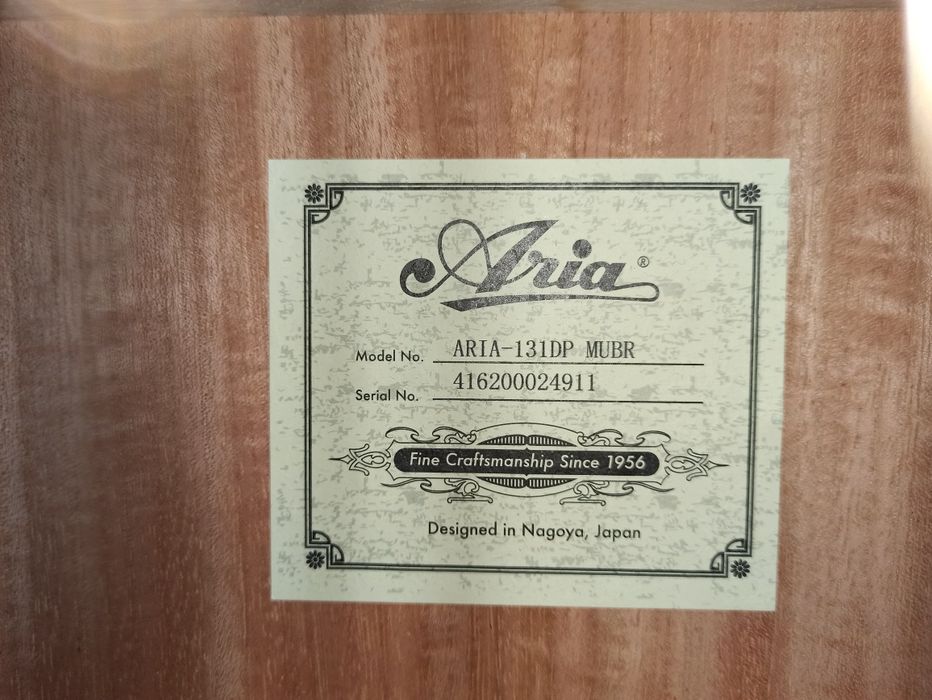 Aria®
Model No. ARIA-131DP MUBR
Serial No. 416200024911
Fine Craftsmanship Since 1956
Designed in Nagoya, Japan